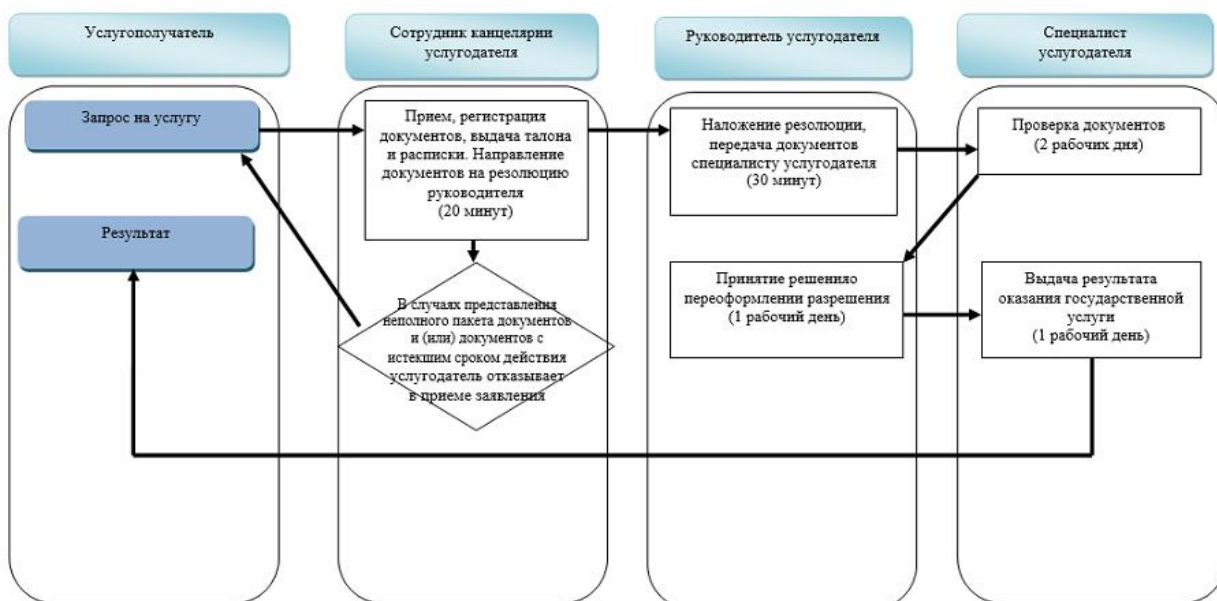 Услугополучатель
Сотрудник канцелярии
услугодателя
Руководитель услугодателя
Специалист
услугодателя
Запрос на услугу
Прием, регистрация
документов, выдача талона
и расписки. Направление
документов на резолюцию
руководителя
(20 минут)
Наложение резолюции,
передача документов
специалисту услугодателя
(30 минут)
Проверка документов
(2 рабочих дня)
Результат
В случаях представления
неполного пакета документов
и (или) документов с
истекшим сроком действия
услугодатель отказывает
в приеме заявления
Принятие решенияо
переоформлении разрешения
(1 рабочий день)
Выдача результата
оказания государственной
услуги
(1 рабочий день)